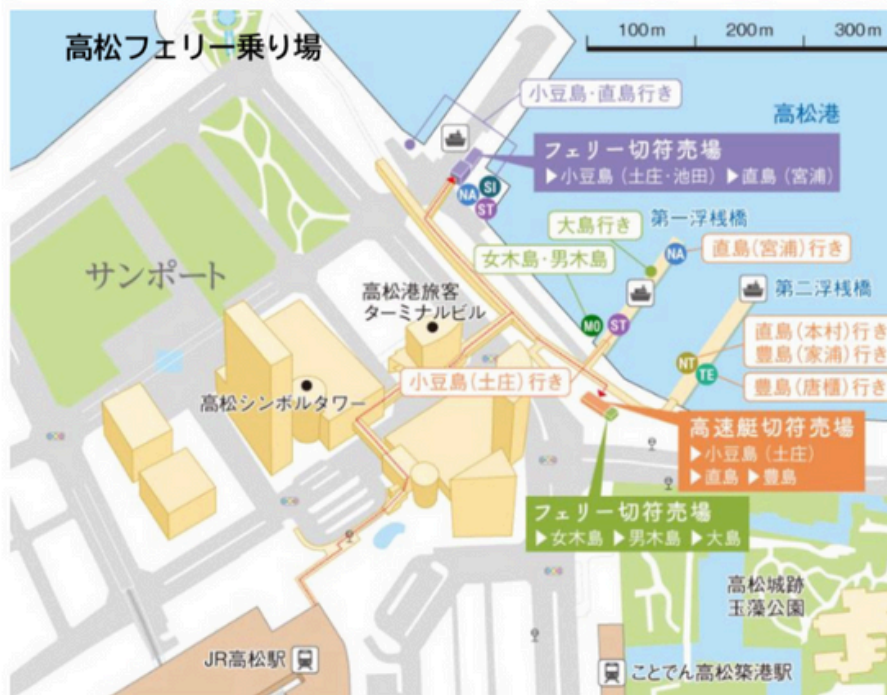 高松フェリー乗り場
100m 200m 300m
小豆島・直島行き
高松港
フェリー切符売場
▶小豆島（土庄・池田） ▶直島（宮浦）
NA SI
ST
第一浮桟橋
大島行き
女木島・男木島
NA
直島（宮浦）行き
サンポート
高松港旅客
ターミナルビル
第二浮桟橋
MO ST
直島（本村）行き
豊島（家浦）行き
NT
TE
豊島（唐櫃）行き
小豆島（土庄）行き
高松シンボルタワー
高速艇切符売場
▶小豆島（土庄）
▶直島 ▶豊島
フェリー切符売場
▶女木島 ▶男木島 ▶大島
高松城跡
玉藻公園
JR高松駅
ことでん高松築港駅